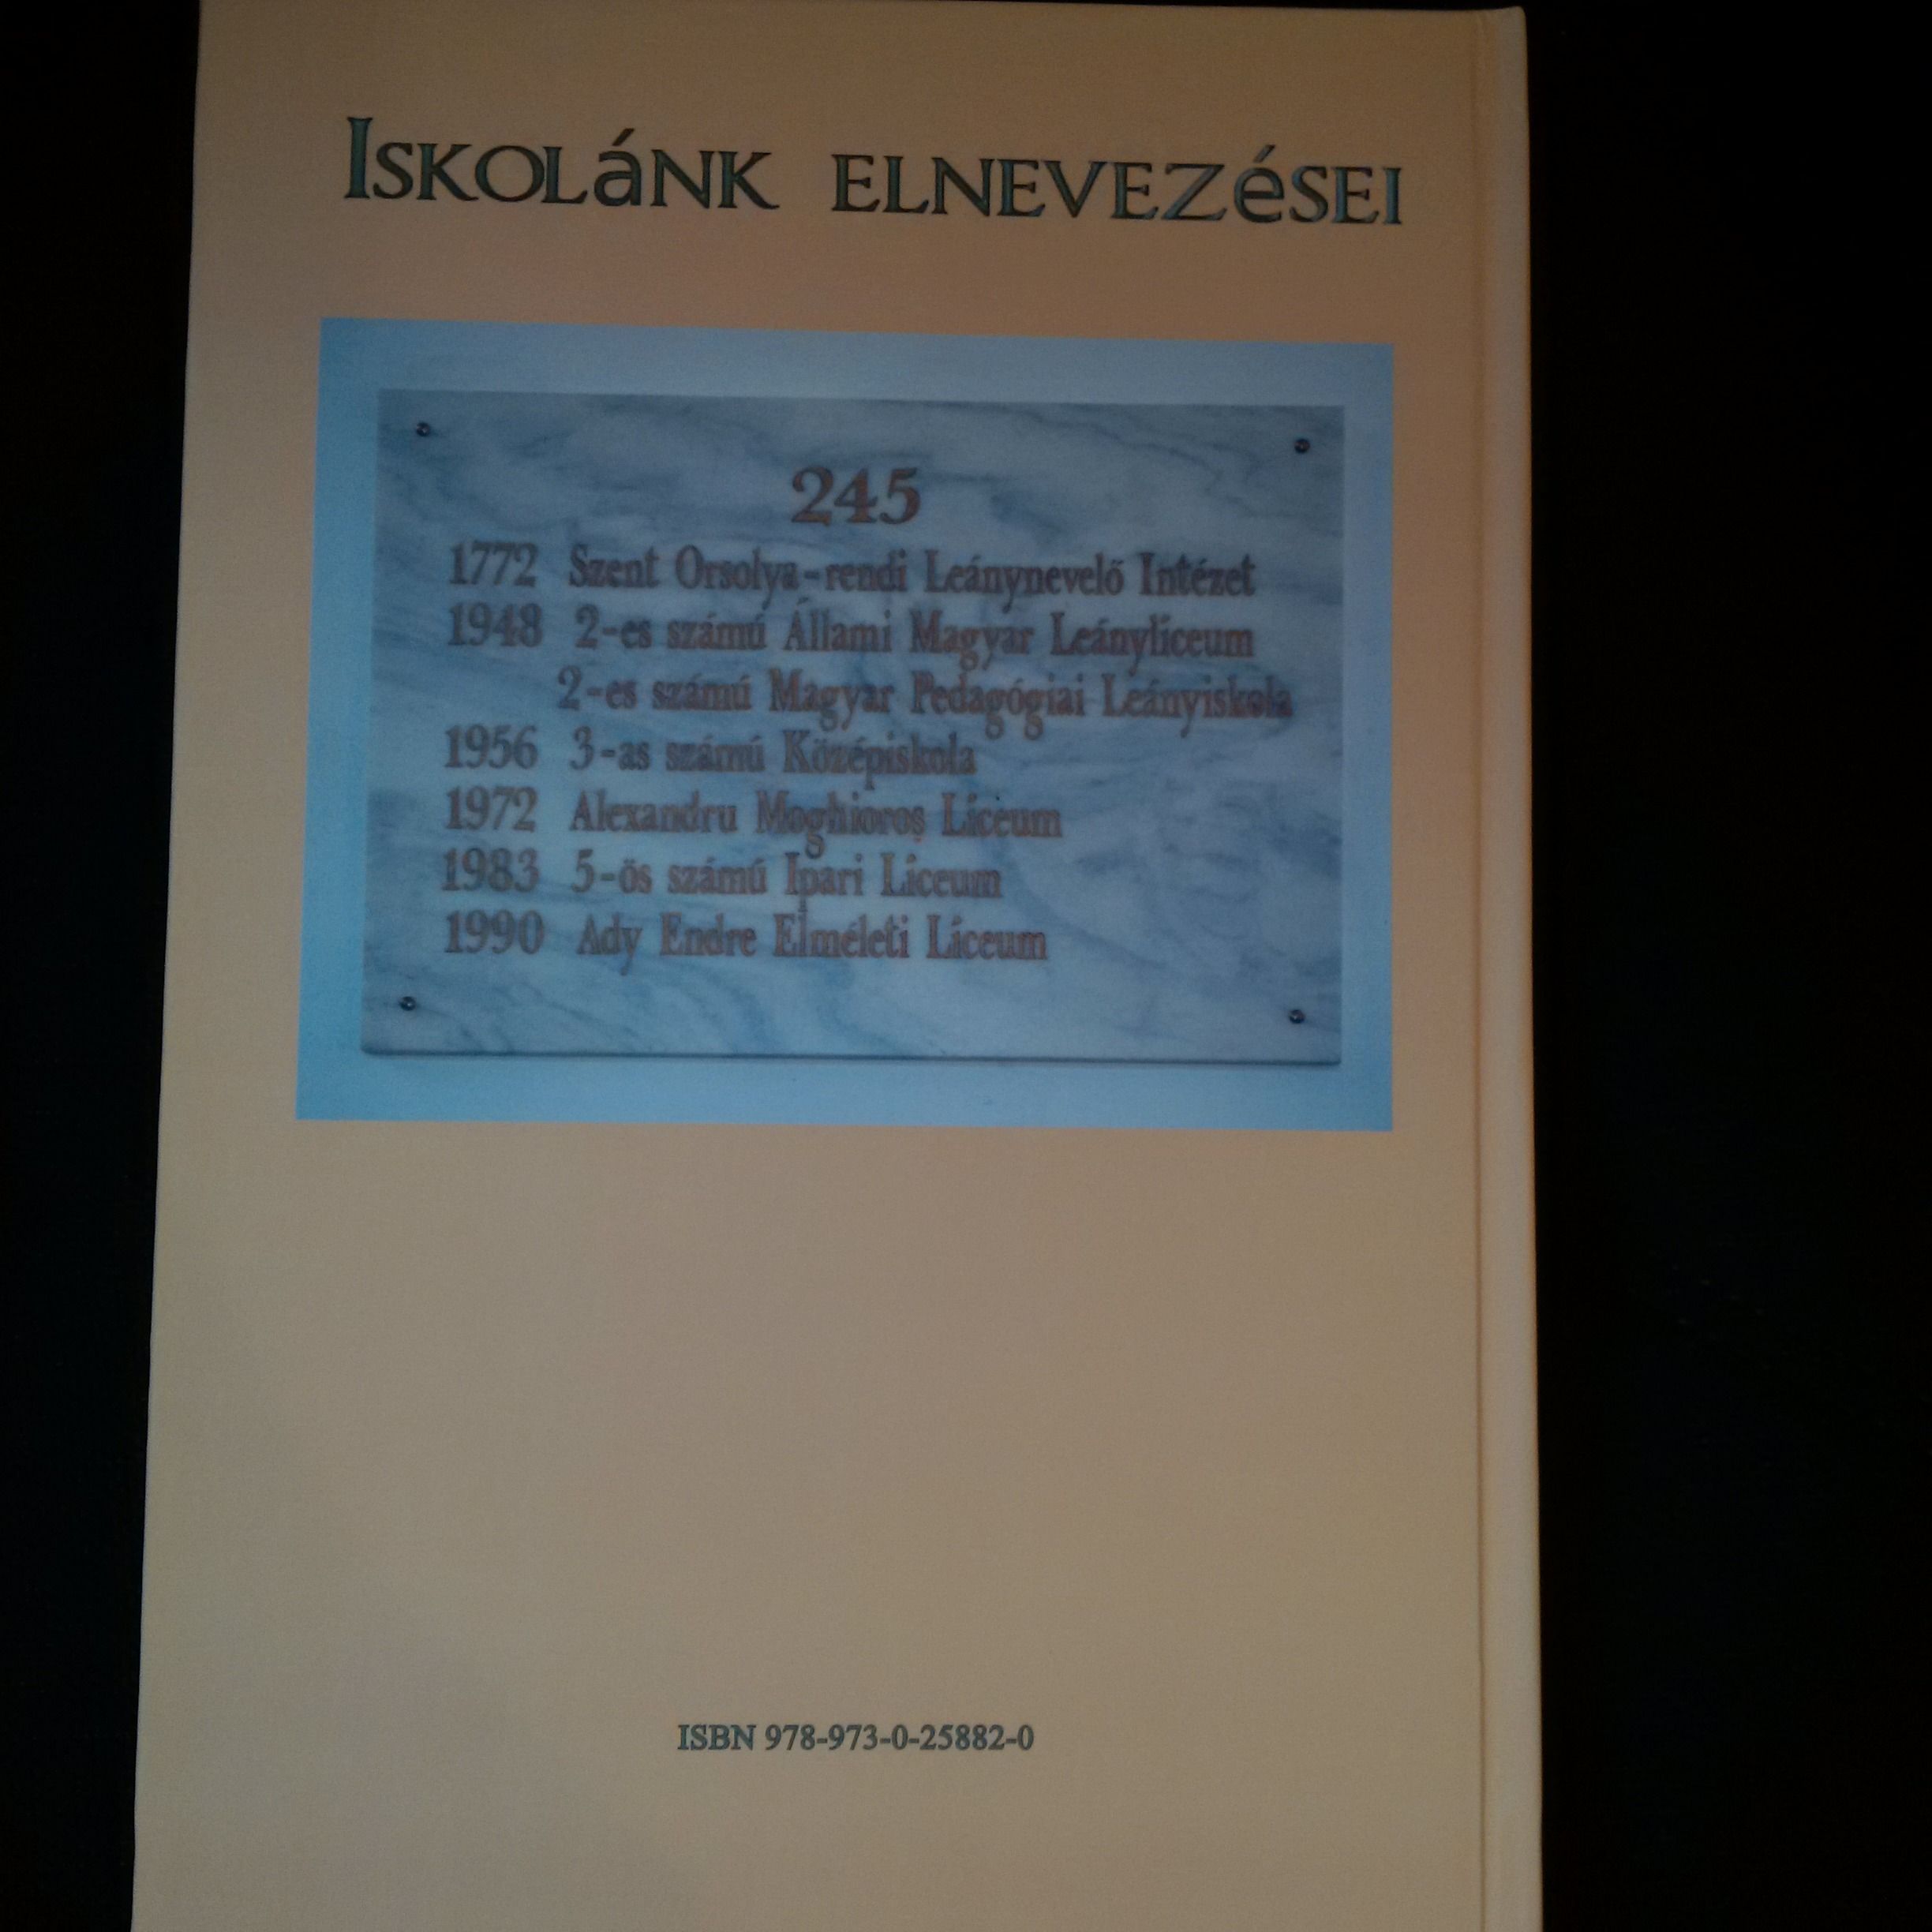 Iskolánk elnevezései
245
1772 Szent Orsolya-rendi Leánynevelő Intézet
1948 2-es számú Állami Magyar Leánylíceum
2-es számú Magyar Pedagógiai Leányiskola
1956 3-as számú Középiskola
1972 Alexandru Moghioroș Líceum
1983 5-ös számú Ipari Líceum
1990 Ady Endre Elméleti Líceum
ISBN 978-973-0-25882-0